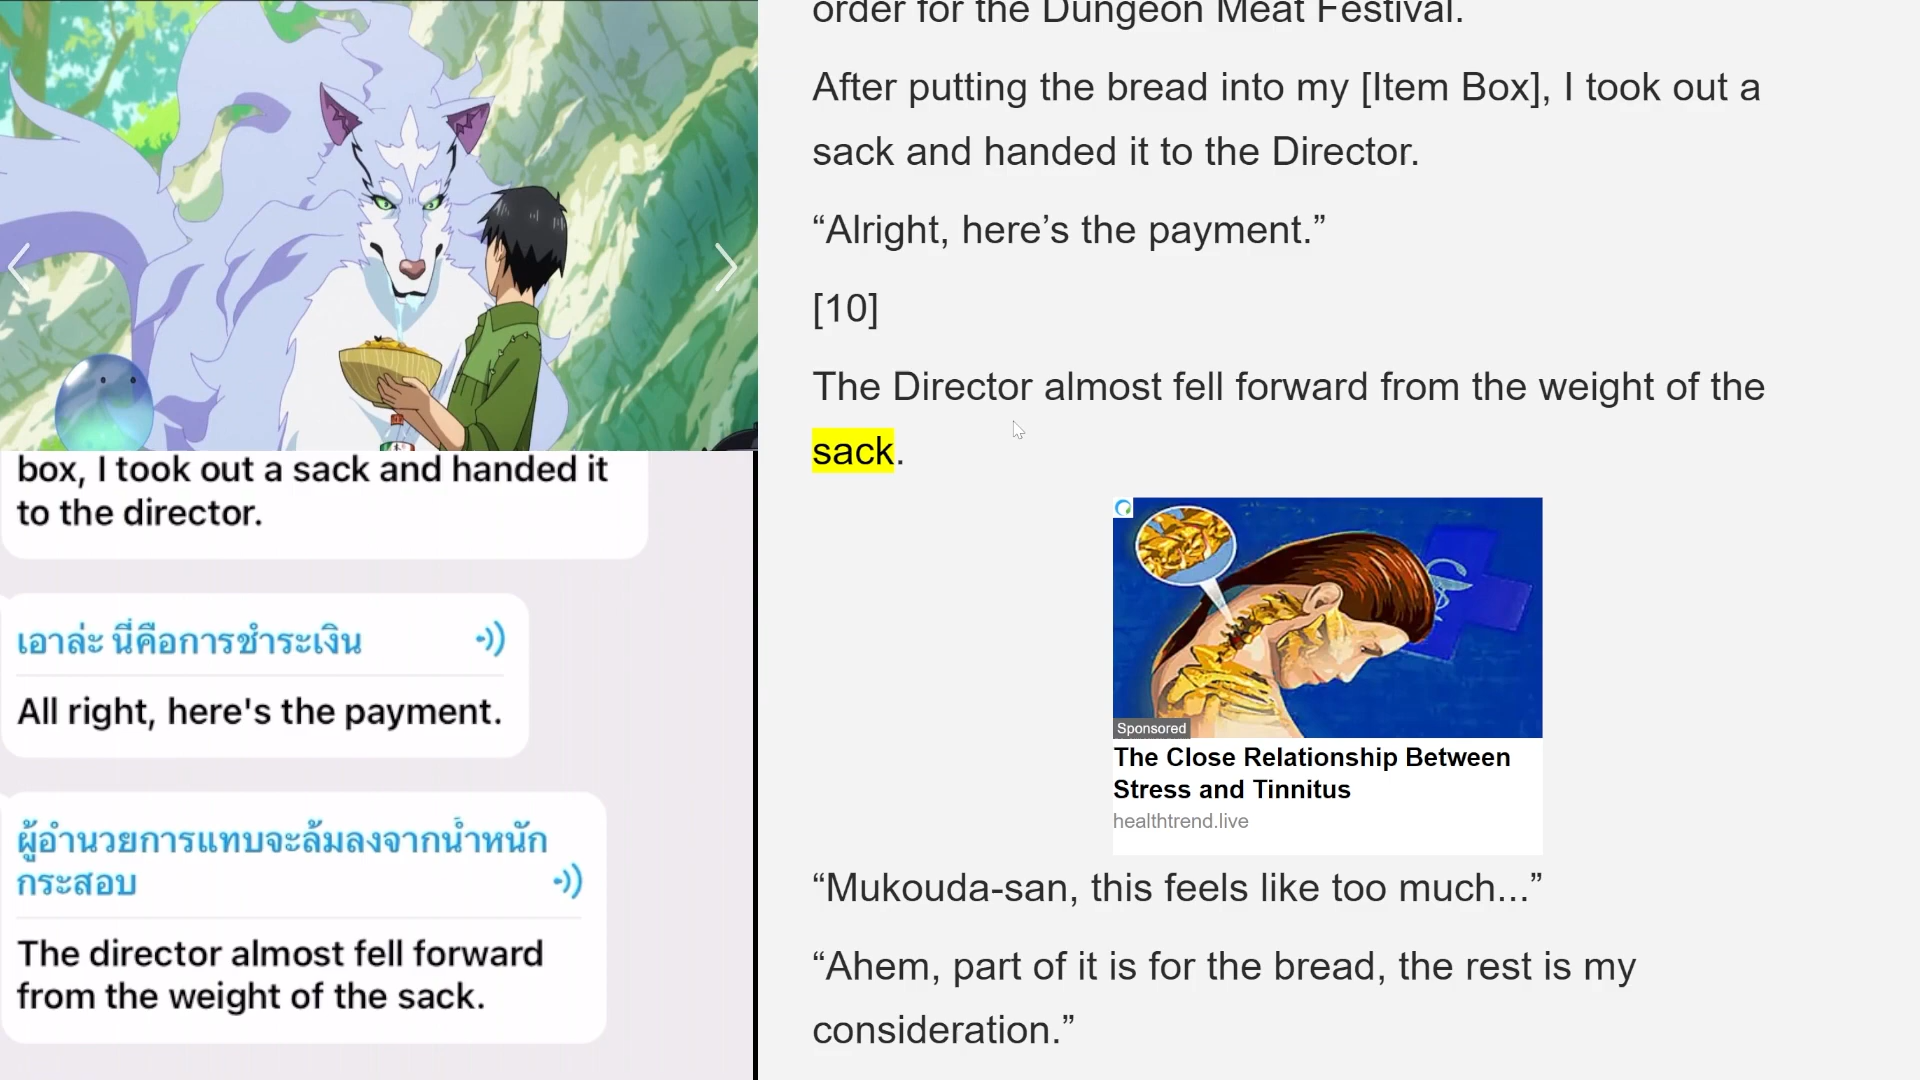 box, I took out a sack and handed it
to the director.
เอาล่ะ นี่คือการชำระเงิน
All right, here's the payment.
ผู้อำนวยการแทบจะล้มลงจากน้ำหนัก
กระสอบ
The director almost fell forward
from the weight of the sack.
order for the Dungeon Meat Festival.
After putting the bread into my [Item Box], I took out a
sack and handed it to the Director.
“Alright, here’s the payment.”
[10]
The Director almost fell forward from the weight of the
sack.
Sponsored
The Close Relationship Between
Stress and Tinnitus
healthtrend.live
“Mukouda-san, this feels like too much...”
“Ahem, part of it is for the bread, the rest is my
consideration.”